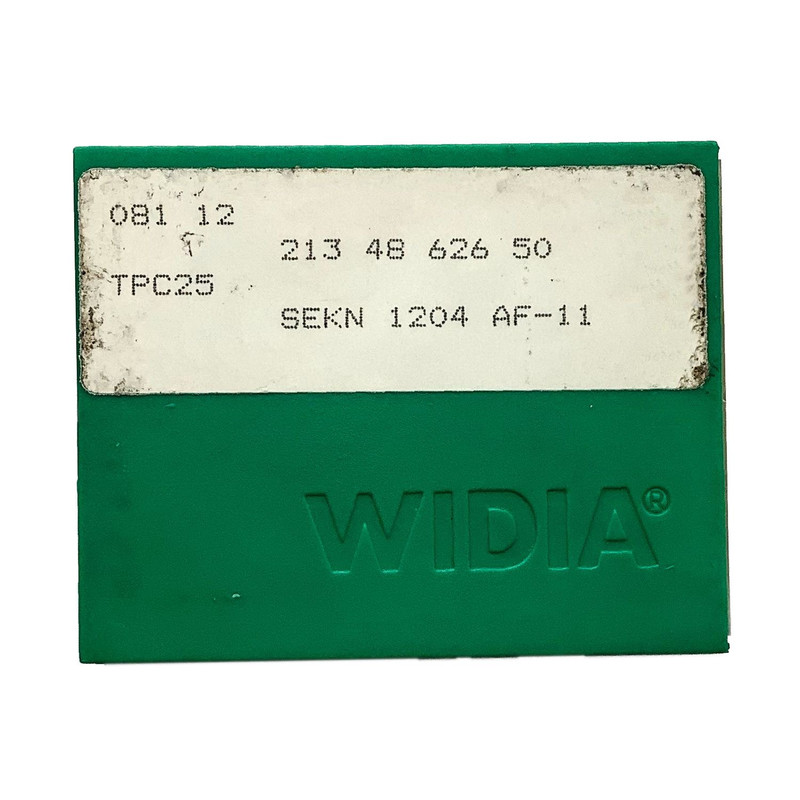 081 12
213 48 626 50
TPC25
SEKN 1204 AF-11
WIDIA®